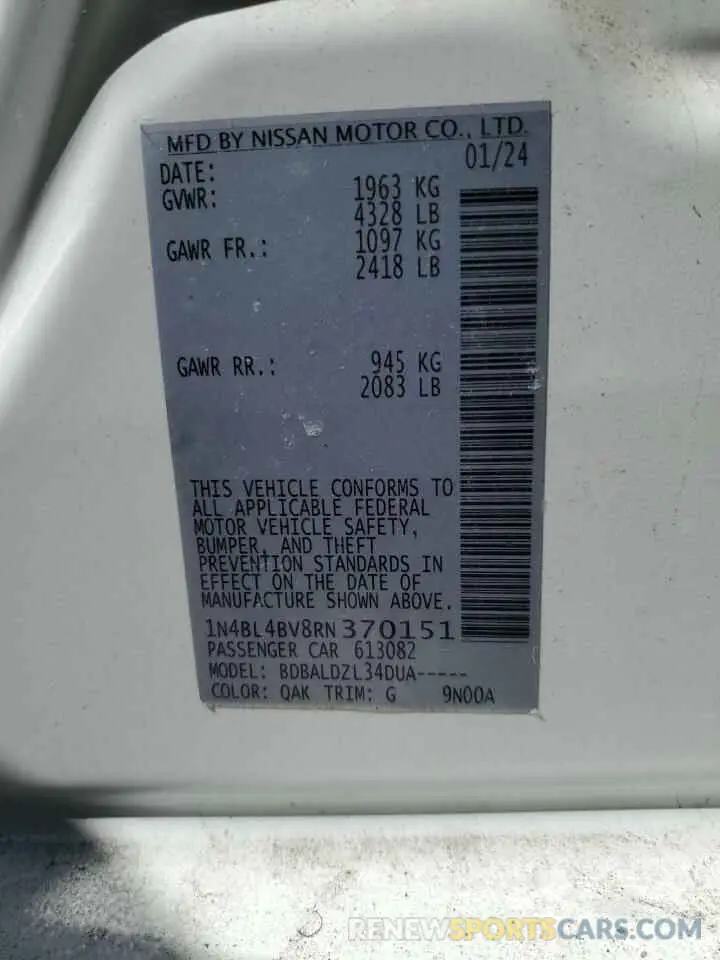 MFD BY NISSAN MOTOR CO., LTD.
DATE: 01/24
GVWR: 1963 KG
4328 LB
GAWR FR.: 1097 KG
2418 LB
GAWR RR.: 945 KG
2083 LB
THIS VEHICLE CONFORMS TO
ALL APPLICABLE FEDERAL
MOTOR VEHICLE SAFETY,
BUMPER, AND THEFT
PREVENTION STANDARDS IN
EFFECT ON THE DATE OF
MANUFACTURE SHOWN ABOVE.
1N4BL4BV8RN370151
PASSENGER CAR 613082
MODEL: BDBALDZL34DUA-----
COLOR: QAK TRIM: G 9N00A
RENEWSPORTSCARS.COM